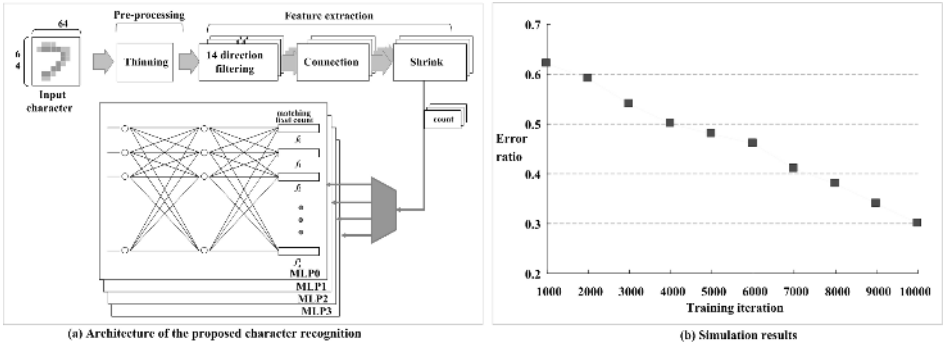 64
6
4
Input
character
Pre-processing
Thinning
Feature extraction
14 direction
filtering
Connection
Shrink
count
matching
pixel count
MLP0
MLP1
MLP2
MLP3
(a) Architecture of the proposed character recognition
0.7
0.6
0.5
0.4
0.3
0.2
Error
ratio
1000 2000 3000 4000 5000 6000 7000 8000 9000 10000
Training iteration
(b) Simulation results